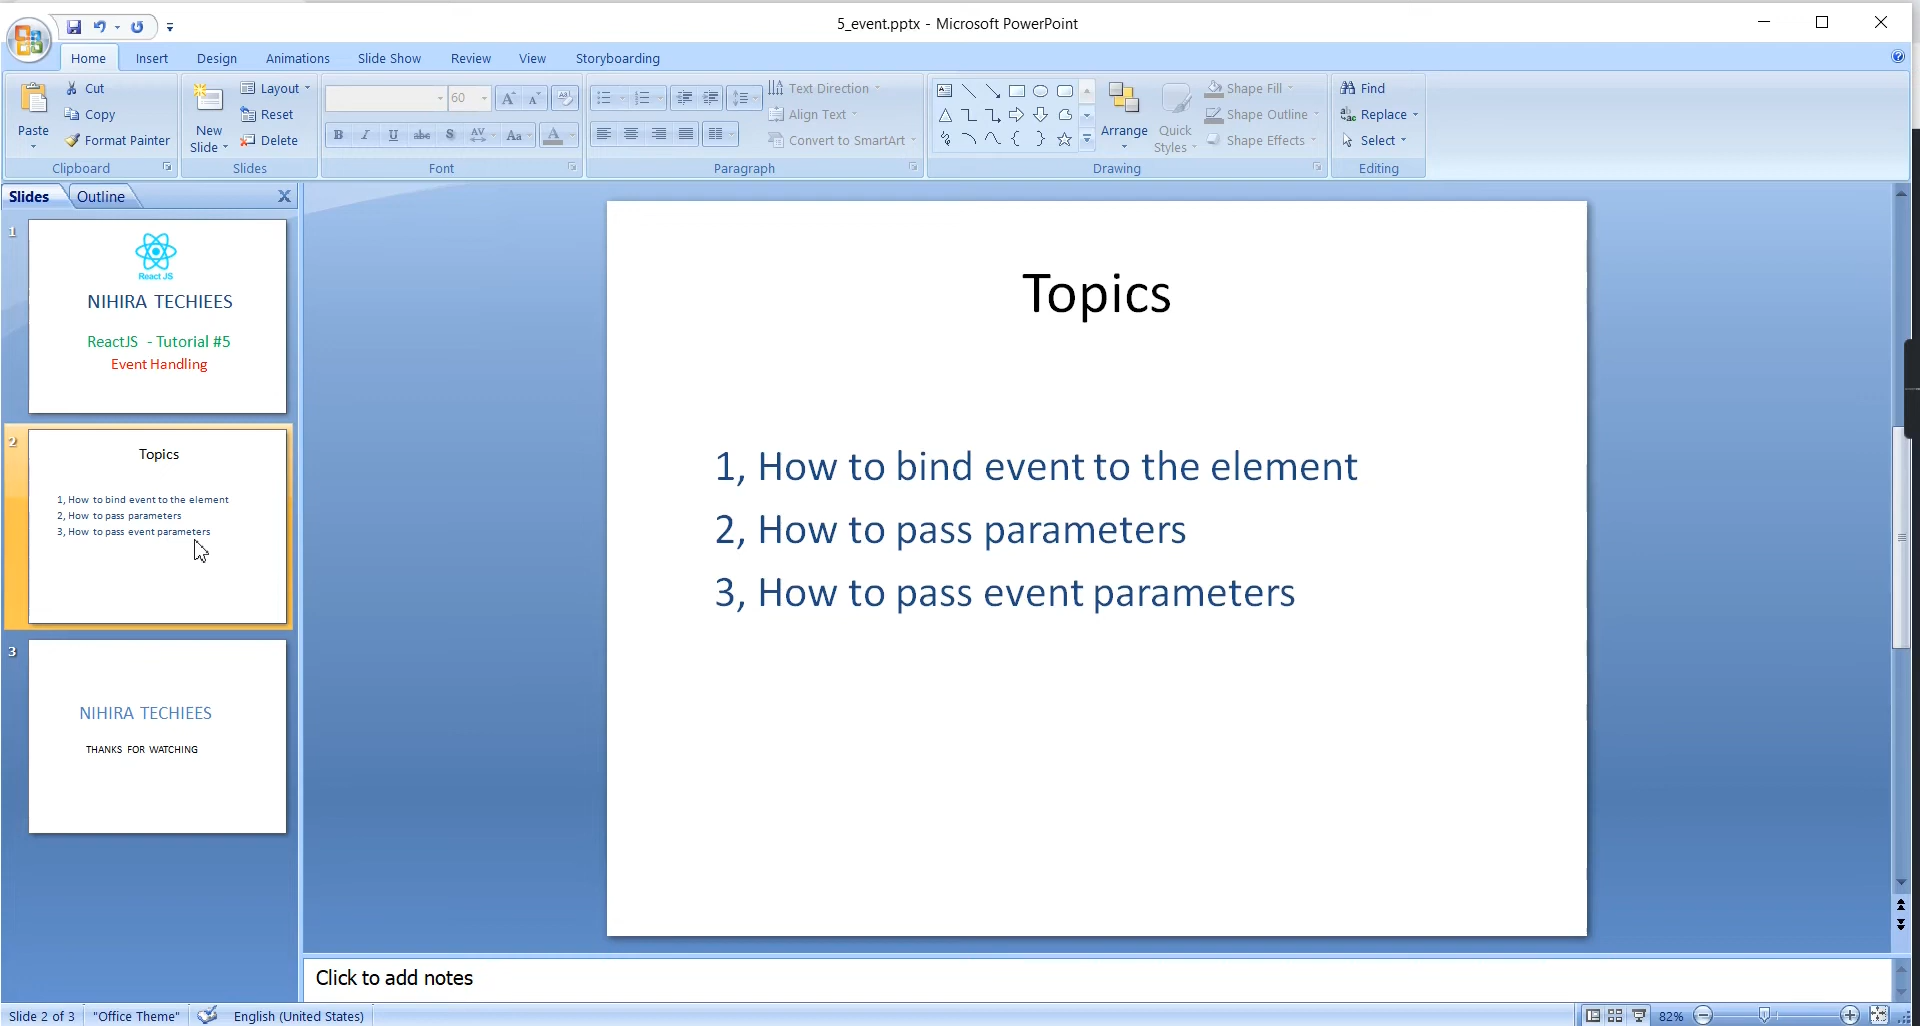 5_event.pptx - Microsoft PowerPoint
Home Insert Design Animations Slide Show Review View Storyboarding
Paste
Cut
Copy
Format Painter
Clipboard
New Slide
Layout
Reset
Delete
Slides
60
B I U abc S AV Aa A
Font
Text Direction
Align Text
Convert to SmartArt
Paragraph
Arrange
Quick Styles
Shape Fill
Shape Outline
Shape Effects
Drawing
Find
Replace
Select
Editing
Slides Outline
1
React JS
NIHIRA TECHIEES
ReactJS - Tutorial #5
Event Handling
2
Topics
1, How to bind event to the element
2, How to pass parameters
3, How to pass event parameters
3
NIHIRA TECHIEES
THANKS FOR WATCHING
Topics
1, How to bind event to the element
2, How to pass parameters
3, How to pass event parameters
Click to add notes
Slide 2 of 3 "Office Theme" English (United States) 82%